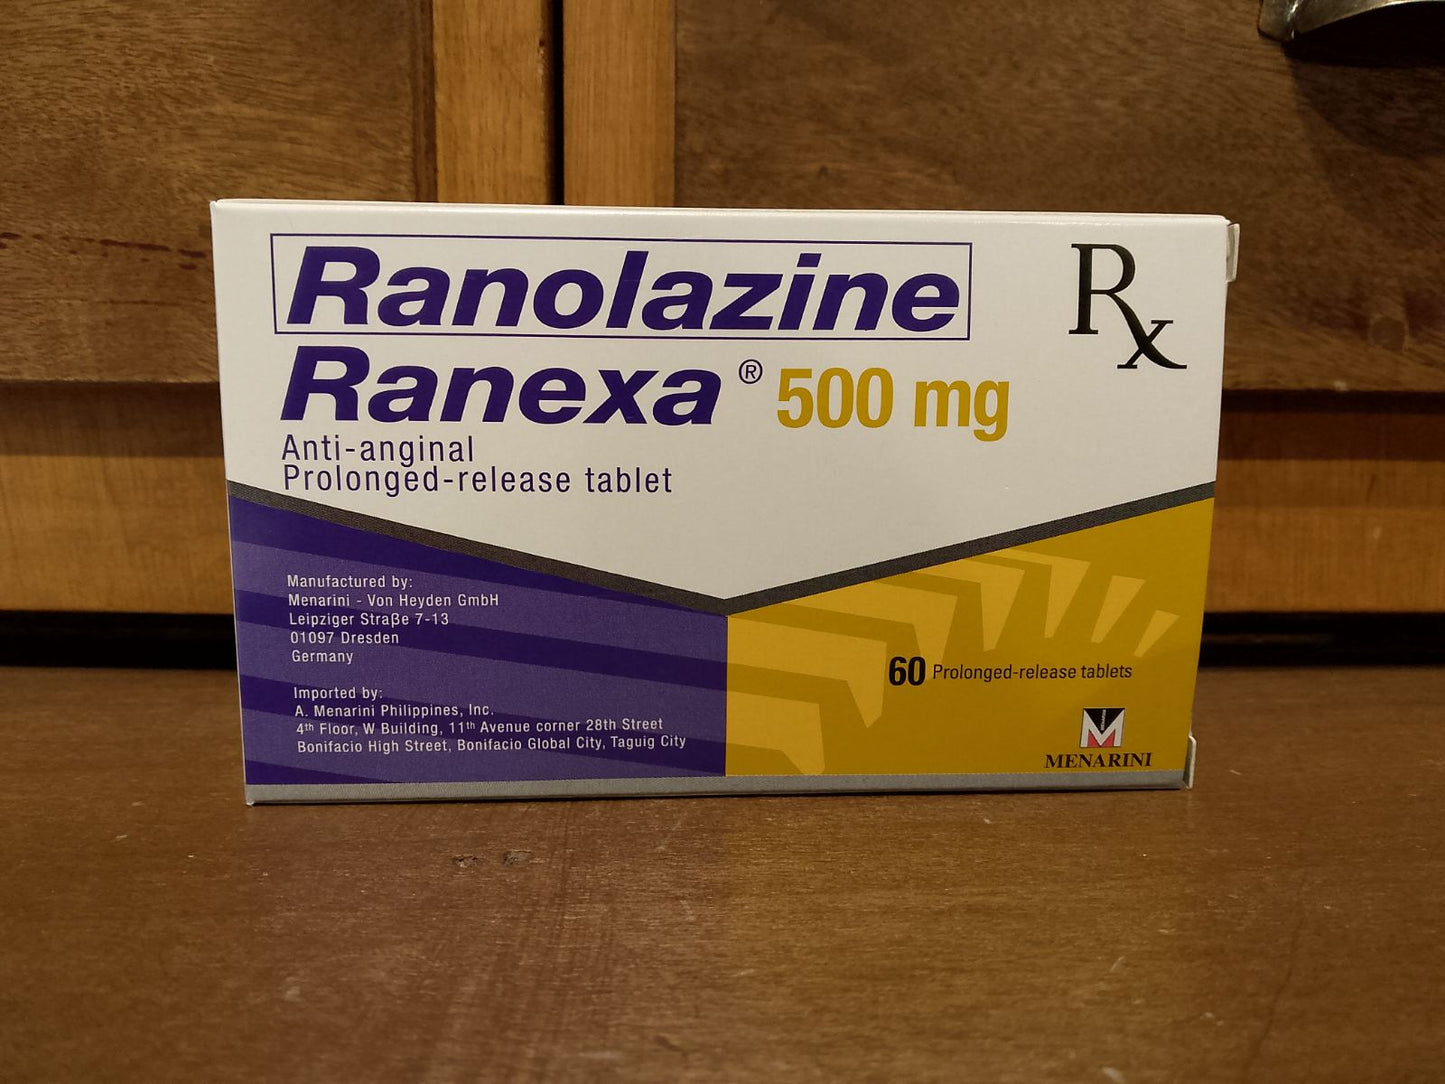 Ranolazine
Rx
Ranexa® 500 mg
Anti-anginal
Prolonged-release tablet
Manufactured by:
Menarini - Von Heyden GmbH
Leipziger Straβe 7-13
01097 Dresden
Germany
Imported by:
A. Menarini Philippines, Inc.
4th Floor, W Building, 11th Avenue corner 28th Street
Bonifacio High Street, Bonifacio Global City, Taguig City
60 Prolonged-release tablets
M
MENARINI